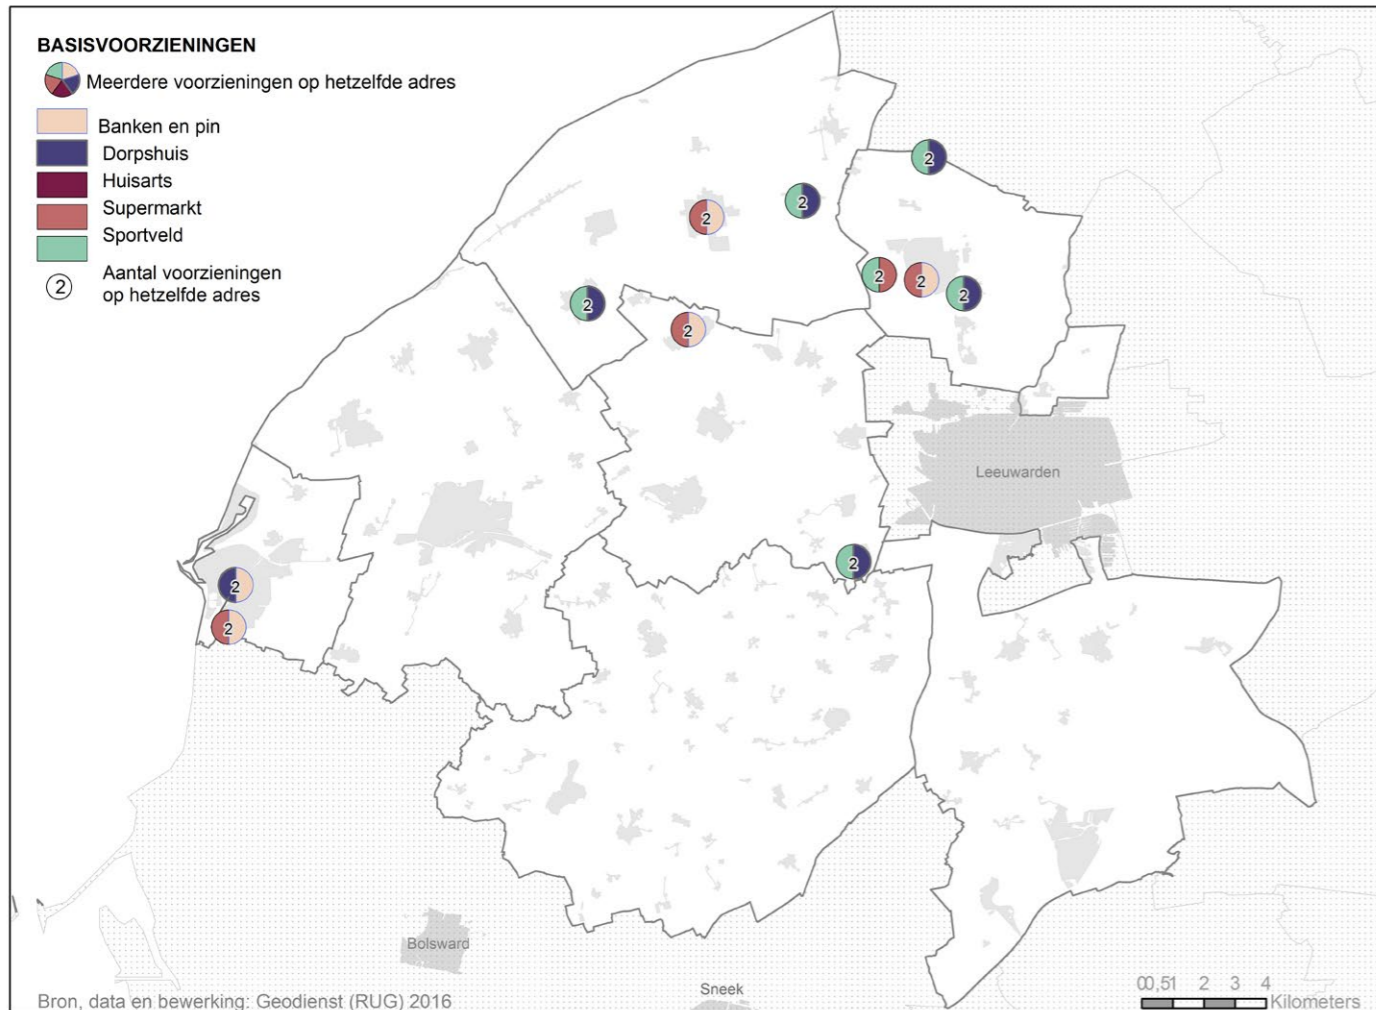 BASISVOORZIENINGEN
Meerdere voorzieningen op hetzelfde adres
Banken en pin
Dorpshuis
Huisarts
Supermarkt
Sportveld
2 Aantal voorzieningen
op hetzelfde adres
2
2
2
2
2
2
2
2
Leeuwarden
2
2
2
Bolsward
Sneek
Bron, data en bewerking: Geodienst (RUG) 2016
0 0,5 1 2 3 4
Kilometers